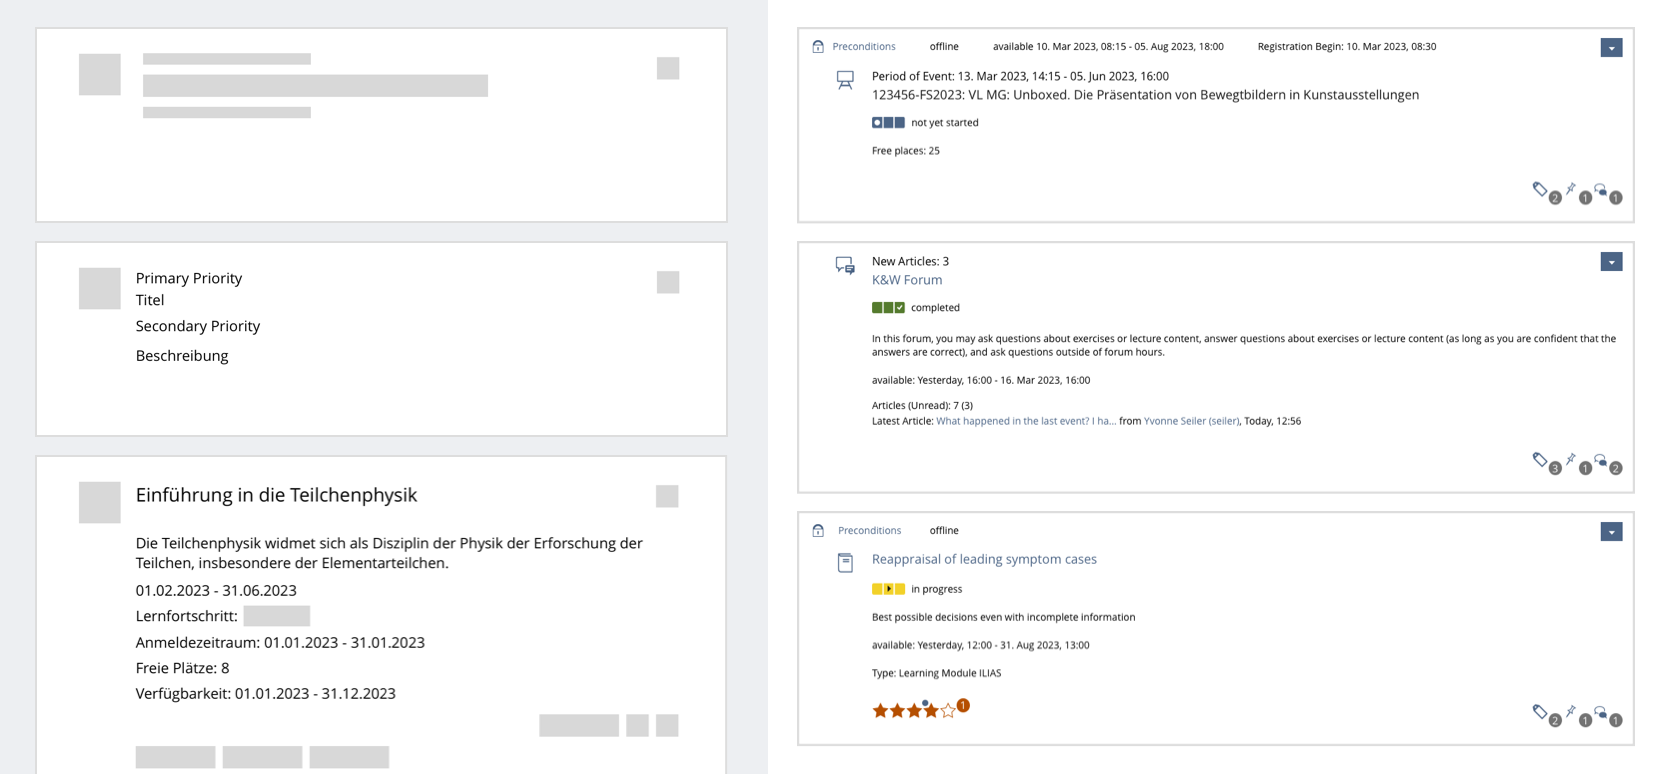 Primary Priority
Titel
Secondary Priority
Beschreibung
Einführung in die Teilchenphysik
Die Teilchenphysik widmet sich als Disziplin der Physik der Erforschung der
Teilchen, insbesondere der Elementarteilchen.
01.02.2023 - 31.06.2023
Lernfortschritt:
Anmeldezeitraum: 01.01.2023 - 31.01.2023
Freie Plätze: 8
Verfügbarkeit: 01.01.2023 - 31.12.2023
Preconditions offline available 10. Mar 2023, 08:15 - 05. Aug 2023, 18:00 Registration Begin: 10. Mar 2023, 08:30
Period of Event: 13. Mar 2023, 14:15 - 05. Jun 2023, 16:00
123456-FS2023: VL MG: Unboxed. Die Präsentation von Bewegtbildern in Kunstausstellungen
not yet started
Free places: 25
2 1 1
New Articles: 3
K&W Forum
completed
In this forum, you may ask questions about exercises or lecture content, answer questions about exercises or lecture content (as long as you are confident that the
answers are correct), and ask questions outside of forum hours.
available: Yesterday, 16:00 - 16. Mar 2023, 16:00
Articles (Unread): 7 (3)
Latest Article: What happened in the last event? I ha... from Yvonne Seiler (seiler), Today, 12:56
3 1 2
Preconditions offline
Reappraisal of leading symptom cases
in progress
Best possible decisions even with incomplete information
available: Yesterday, 12:00 - 31. Aug 2023, 13:00
Type: Learning Module ILIAS
1
2 1 1